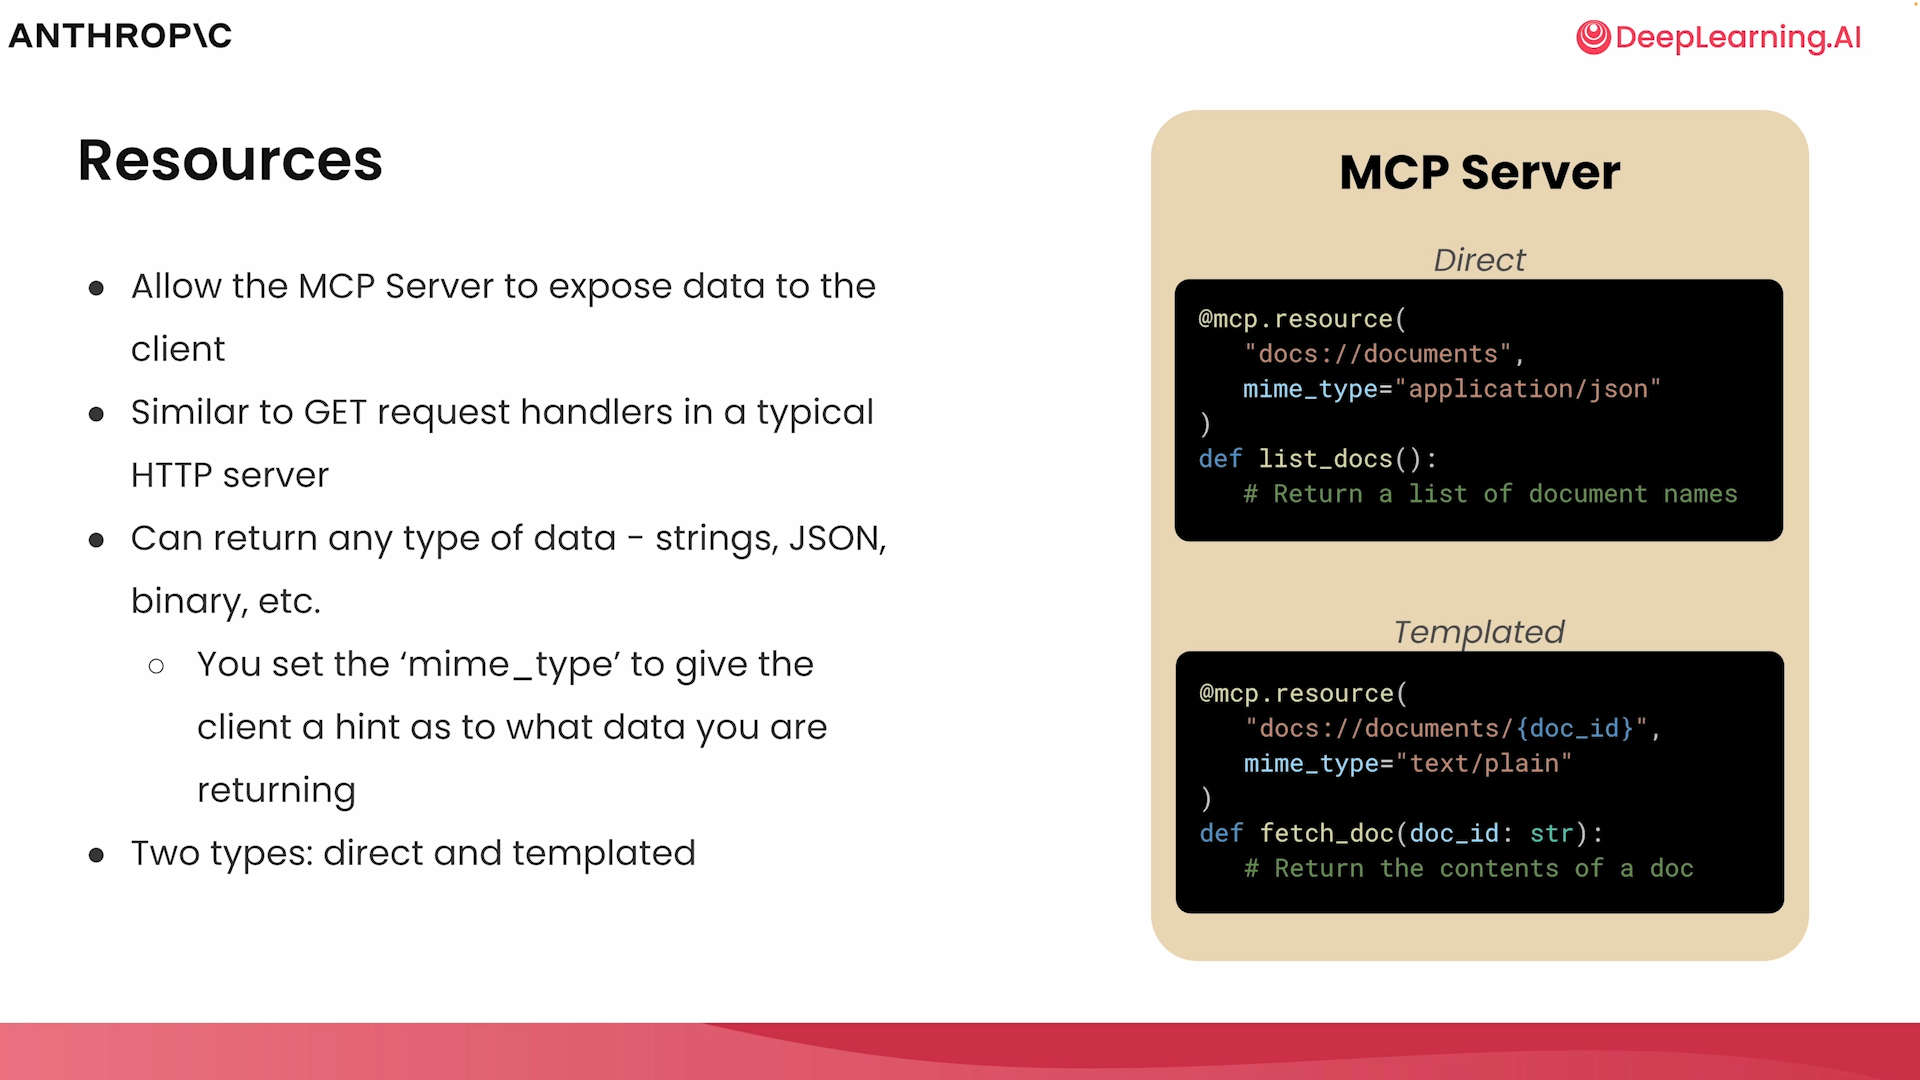 ANTHROP\C
DeepLearning.AI
Resources
● Allow the MCP Server to expose data to the
client
● Similar to GET request handlers in a typical
HTTP server
● Can return any type of data - strings, JSON,
binary, etc.
○ You set the ‘mime_type’ to give the
client a hint as to what data you are
returning
● Two types: direct and templated
MCP Server
Direct
@mcp.resource(
"docs://documents",
mime_type="application/json"
)
def list_docs():
# Return a list of document names
Templated
@mcp.resource(
"docs://documents/{doc_id}",
mime_type="text/plain"
)
def fetch_doc(doc_id: str):
# Return the contents of a doc